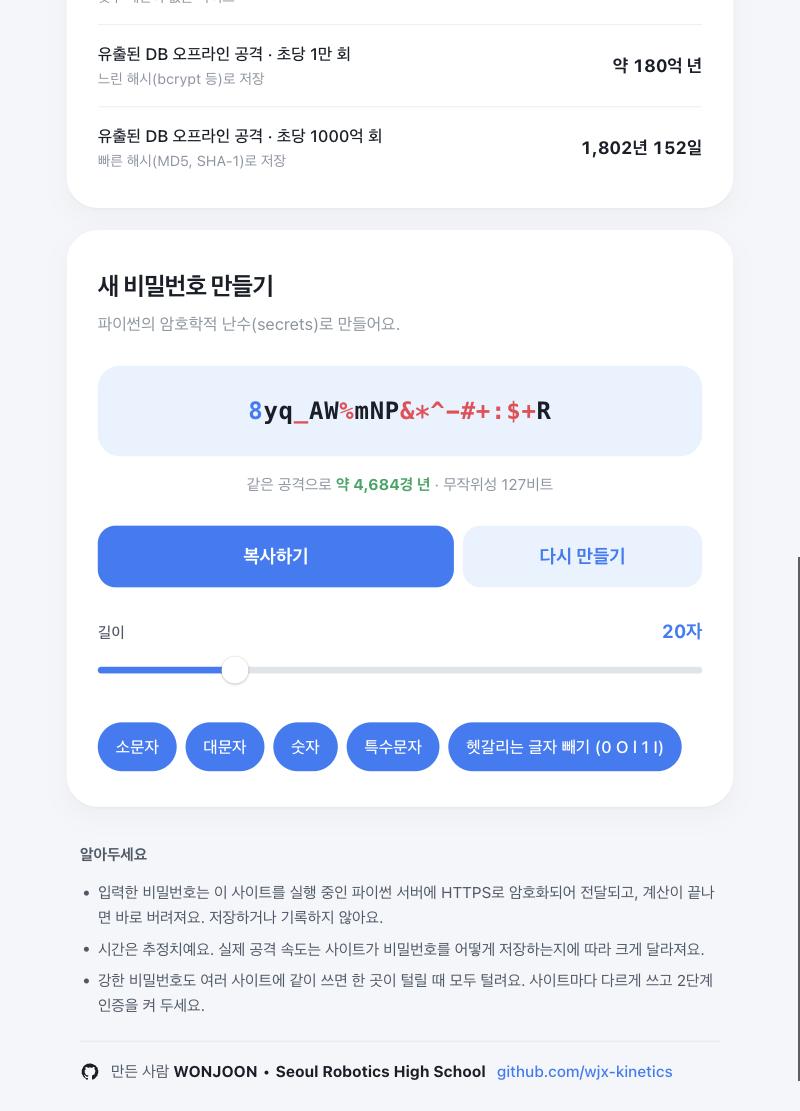 유출된 DB 오프라인 공격 · 초당 1만 회
느린 해시(bcrypt 등)로 저장
약 180억 년
유출된 DB 오프라인 공격 · 초당 1000억 회
빠른 해시(MD5, SHA-1)로 저장
1,802년 152일
새 비밀번호 만들기
파이썬의 암호학적 난수(secrets)로 만들어요.
8yq_AW%mNP&*^-#+:$+R
같은 공격으로 약 4,684경 년 · 무작위성 127비트
복사하기
다시 만들기
길이
20자
소문자
대문자
숫자
특수문자
헷갈리는 글자 빼기 (0 O l 1 I)
알아두세요
• 입력한 비밀번호는 이 사이트를 실행 중인 파이썬 서버에 HTTPS로 암호화되어 전달되고, 계산이 끝나
면 바로 버려져요. 저장하거나 기록하지 않아요.
• 시간은 추정치예요. 실제 공격 속도는 사이트가 비밀번호를 어떻게 저장하는지에 따라 크게 달라져요.
• 강한 비밀번호도 여러 사이트에 같이 쓰면 한 곳이 털릴 때 모두 털려요. 사이트마다 다르게 쓰고 2단계
인증을 켜 두세요.
만든 사람 WONJOON • Seoul Robotics High School github.com/wjx-kinetics